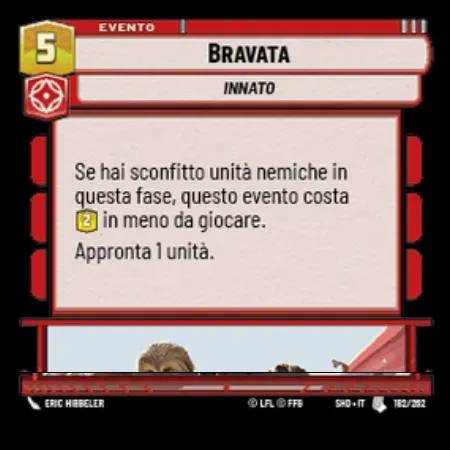 EVENTO
5
BRAVATA
INNATO
Se hai sconfitto unità nemiche in
questa fase, questo evento costa
2 in meno da giocare.
Appronta 1 unità.
ERIC HIBBELER
© LFL © FFG
SHD • IT
182/262